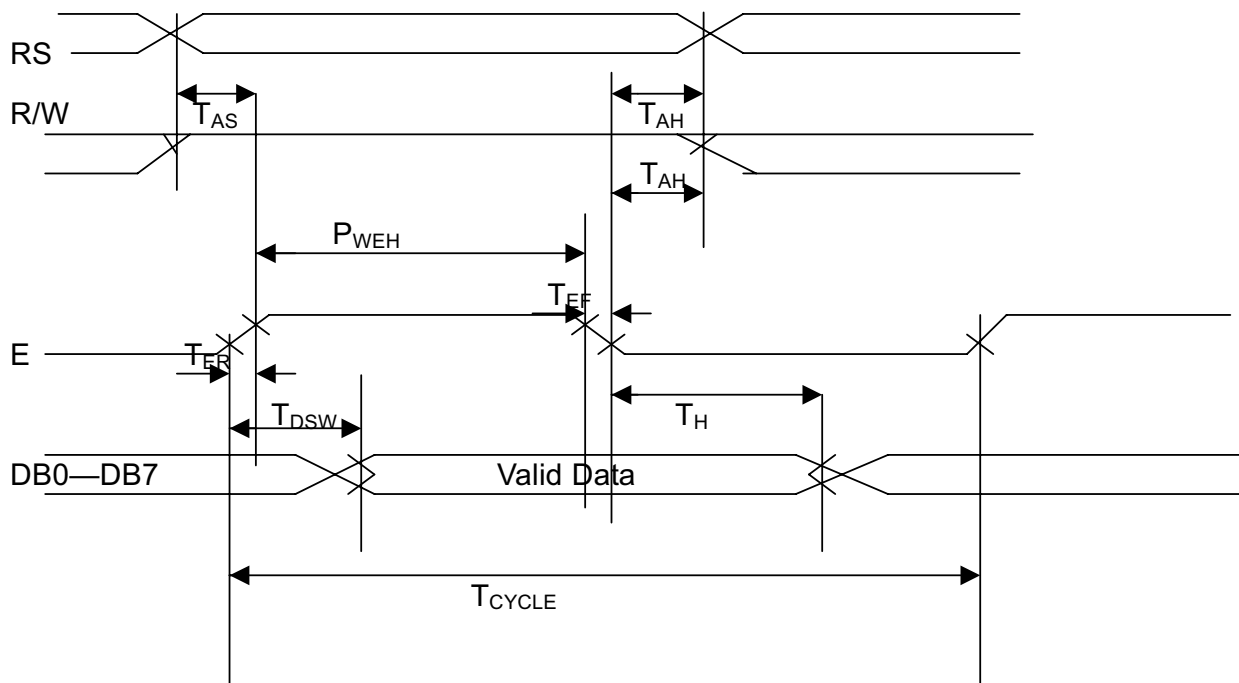 RS
R/W
TAS
TAH
TAH
PWEH
TEF
E
TER
TDSW
TH
DB0—DB7
Valid Data
TCYCLE